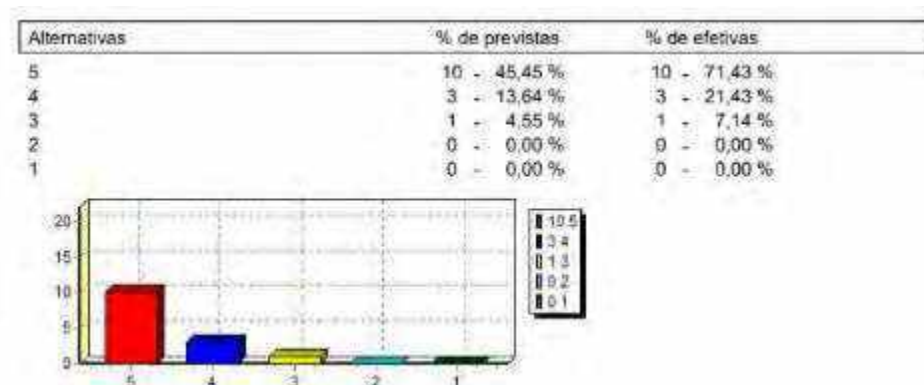 Alternativas % de previstas % de efetivas
5 10 - 45,45 % 10 - 71,43 %
4 3 - 13,64 % 3 - 21,43 %
3 1 - 4,55 % 1 - 7,14 %
2 0 - 0,00 % 0 - 0,00 %
1 0 - 0,00 % 0 - 0,00 %
20
15
10
5
0
10 5
3 4
1 3
0 2
0 1
5 4 3 2 1